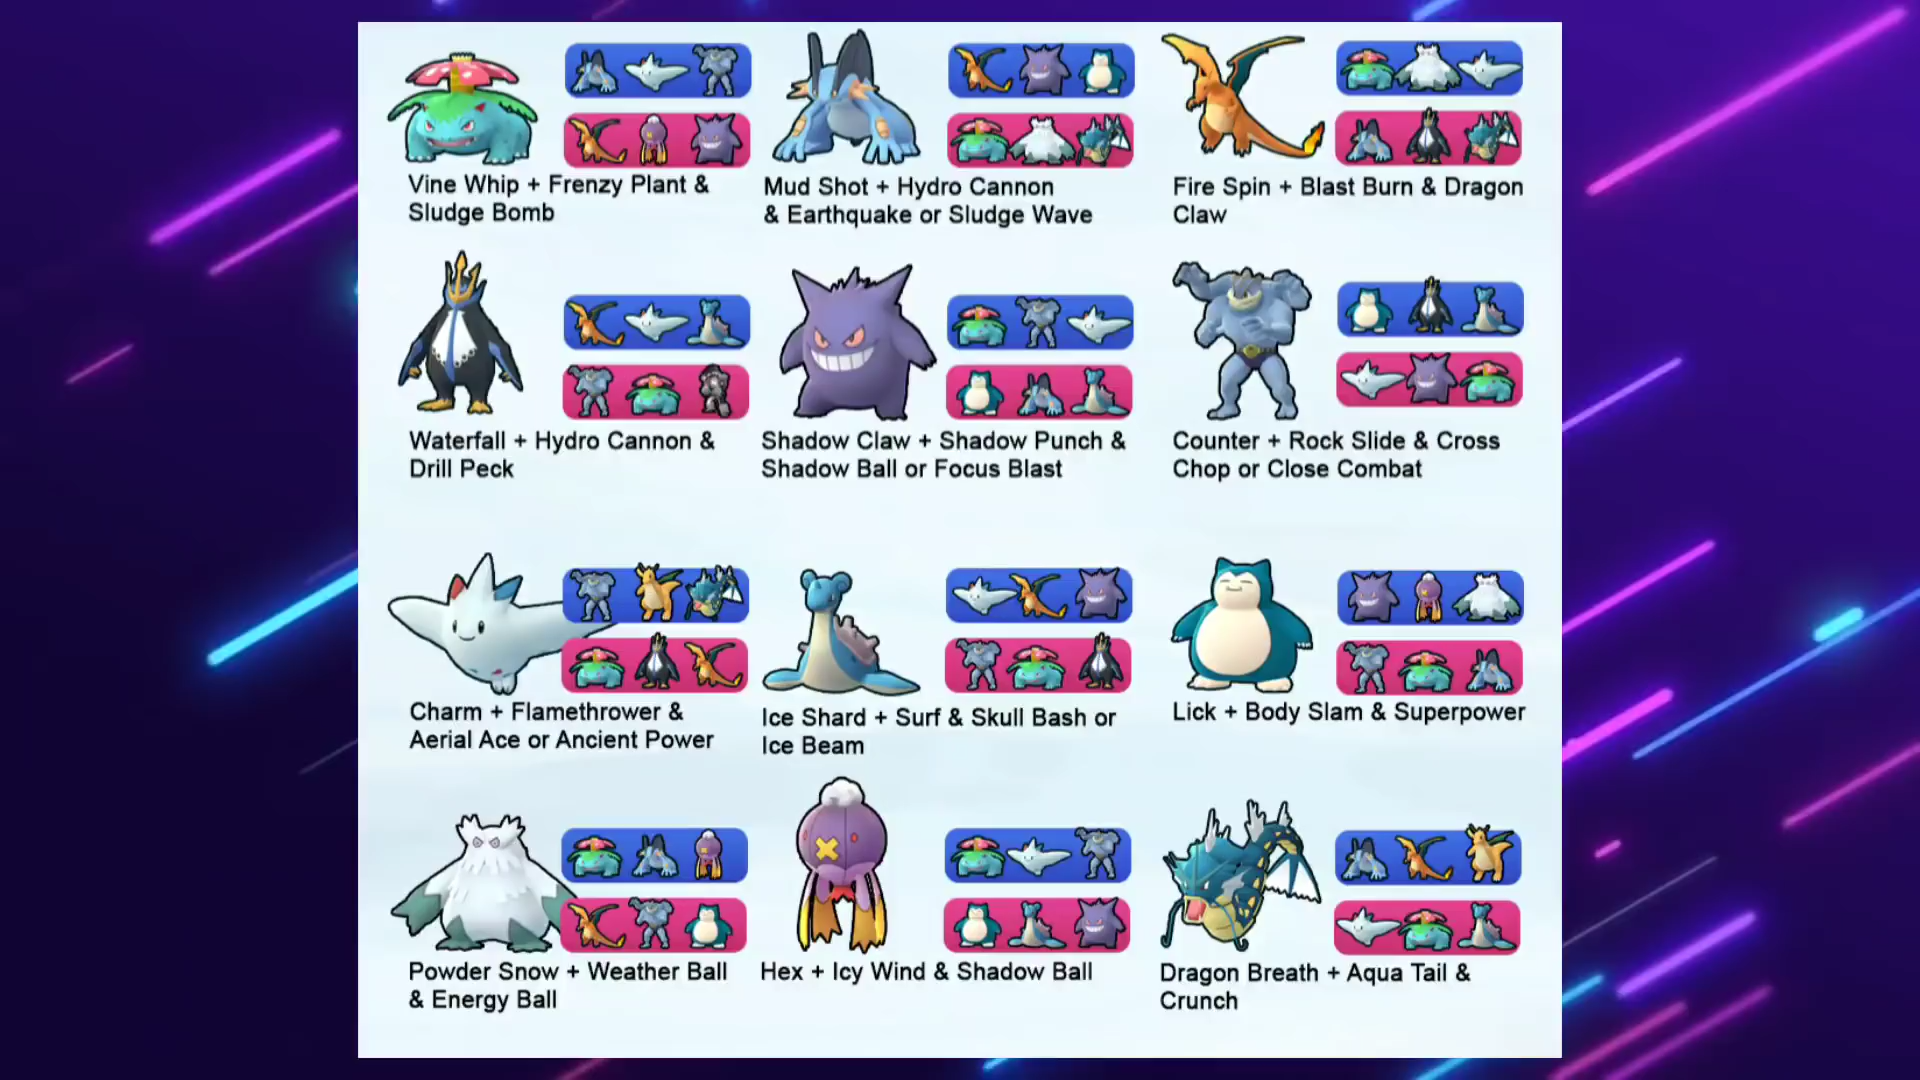 Vine Whip + Frenzy Plant &
Sludge Bomb
Mud Shot + Hydro Cannon
& Earthquake or Sludge Wave
Fire Spin + Blast Burn & Dragon
Claw
Waterfall + Hydro Cannon &
Drill Peck
Shadow Claw + Shadow Punch &
Shadow Ball or Focus Blast
Counter + Rock Slide & Cross
Chop or Close Combat
Charm + Flamethrower &
Aerial Ace or Ancient Power
Ice Shard + Surf & Skull Bash or
Ice Beam
Lick + Body Slam & Superpower
Powder Snow + Weather Ball
& Energy Ball
Hex + Icy Wind & Shadow Ball
Dragon Breath + Aqua Tail &
Crunch